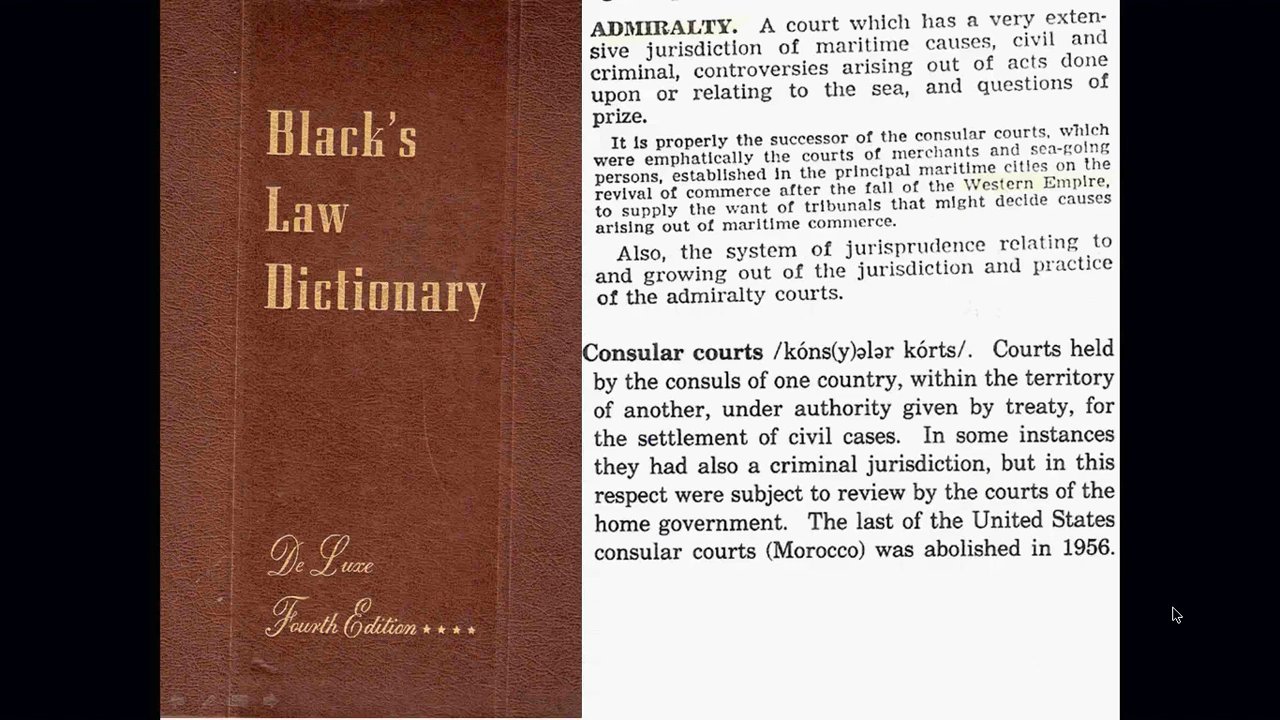 Black's
Law
Dictionary
De Luxe
Fourth Edition ★★★★
ADMIRALTY. A court which has a very exten-
sive jurisdiction of maritime causes, civil and
criminal, controversies arising out of acts done
upon or relating to the sea, and questions of
prize.
It is properly the successor of the consular courts, which
were emphatically the courts of merchants and sea-going
persons, established in the principal maritime cities on the
revival of commerce after the fall of the Western Empire,
to supply the want of tribunals that might decide causes
arising out of maritime commerce.
Also, the system of jurisprudence relating to
and growing out of the jurisdiction and practice
of the admiralty courts.
Consular courts /kóns(y)ələr kórts/. Courts held
by the consuls of one country, within the territory
of another, under authority given by treaty, for
the settlement of civil cases. In some instances
they had also a criminal jurisdiction, but in this
respect were subject to review by the courts of the
home government. The last of the United States
consular courts (Morocco) was abolished in 1956.